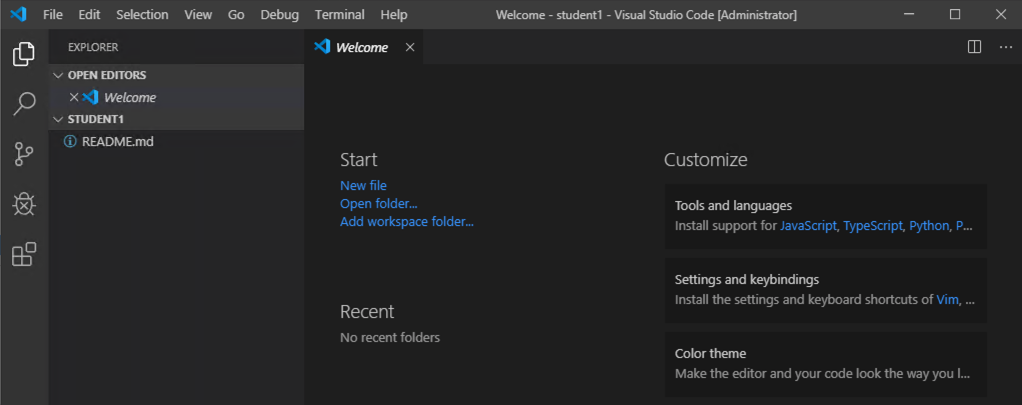 File Edit Selection View Go Debug Terminal Help Welcome - student1 - Visual Studio Code [Administrator]
EXPLORER
Welcome
OPEN EDITORS
Welcome
STUDENT1
README.md
Start
New file
Open folder...
Add workspace folder...
Recent
No recent folders
Customize
Tools and languages
Install support for JavaScript, TypeScript, Python, P...
Settings and keybindings
Install the settings and keyboard shortcuts of Vim, ...
Color theme
Make the editor and your code look the way you l...